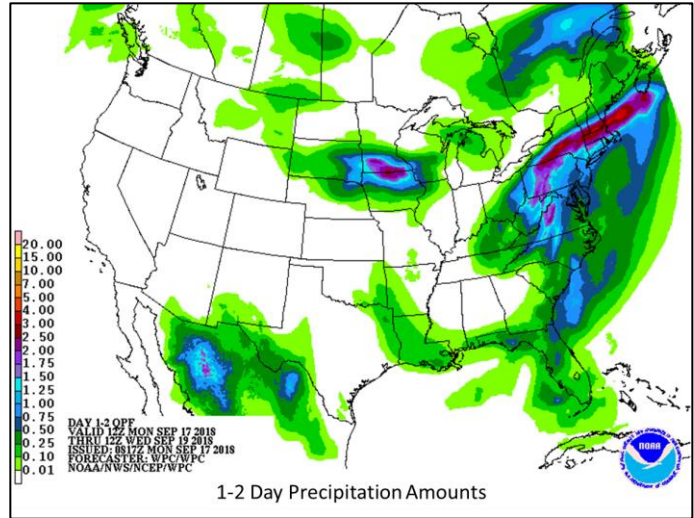 20.00
15.00
10.00
7.00
5.00
4.00
3.00
2.50
2.00
1.75
1.50
1.25
1.00
0.75
0.50
0.25
0.10
0.01
DAY 1-2 QPF
VALID 12Z MON SEP 17 2018
THRU 12Z WED SEP 19 2018
ISSUED: 0817Z MON SEP 17 2018
FORECASTER: WPC/WPC
NOAA/NWS/NCEP/WPC
NOAA
1-2 Day Precipitation Amounts